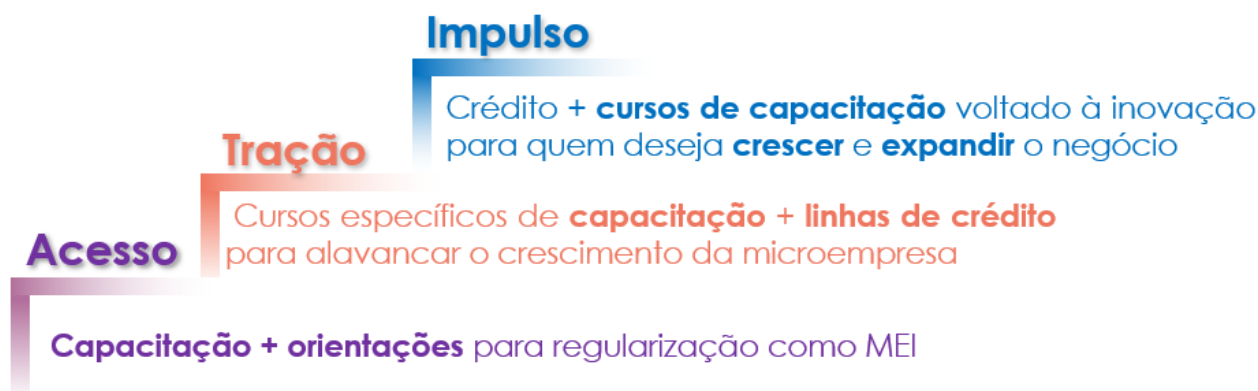 Impulso
Crédito + cursos de capacitação voltado à inovação
para quem deseja crescer e expandir o negócio
Tração
Cursos específicos de capacitação + linhas de crédito
para alavancar o crescimento da microempresa
Acesso
Capacitação + orientações para regularização como MEI